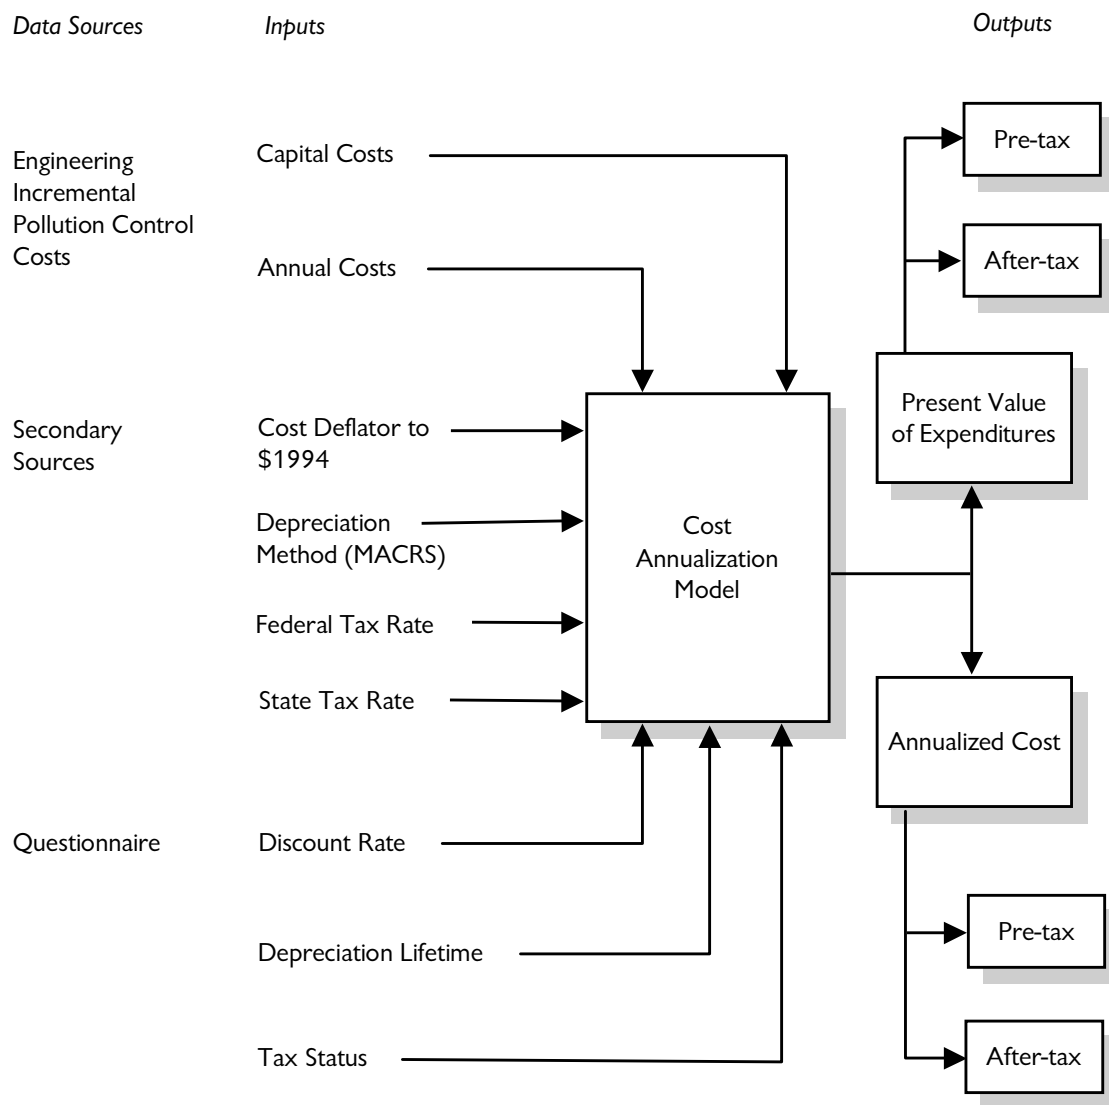 Data Sources
Inputs
Outputs
Engineering
Incremental
Pollution Control
Costs
Capital Costs
Annual Costs
Pre-tax
After-tax
Present Value
of Expenditures
Secondary
Sources
Cost Deflator to
$1994
Depreciation
Method (MACRS)
Federal Tax Rate
State Tax Rate
Cost
Annualization
Model
Annualized Cost
Questionnaire
Discount Rate
Depreciation Lifetime
Tax Status
Pre-tax
After-tax